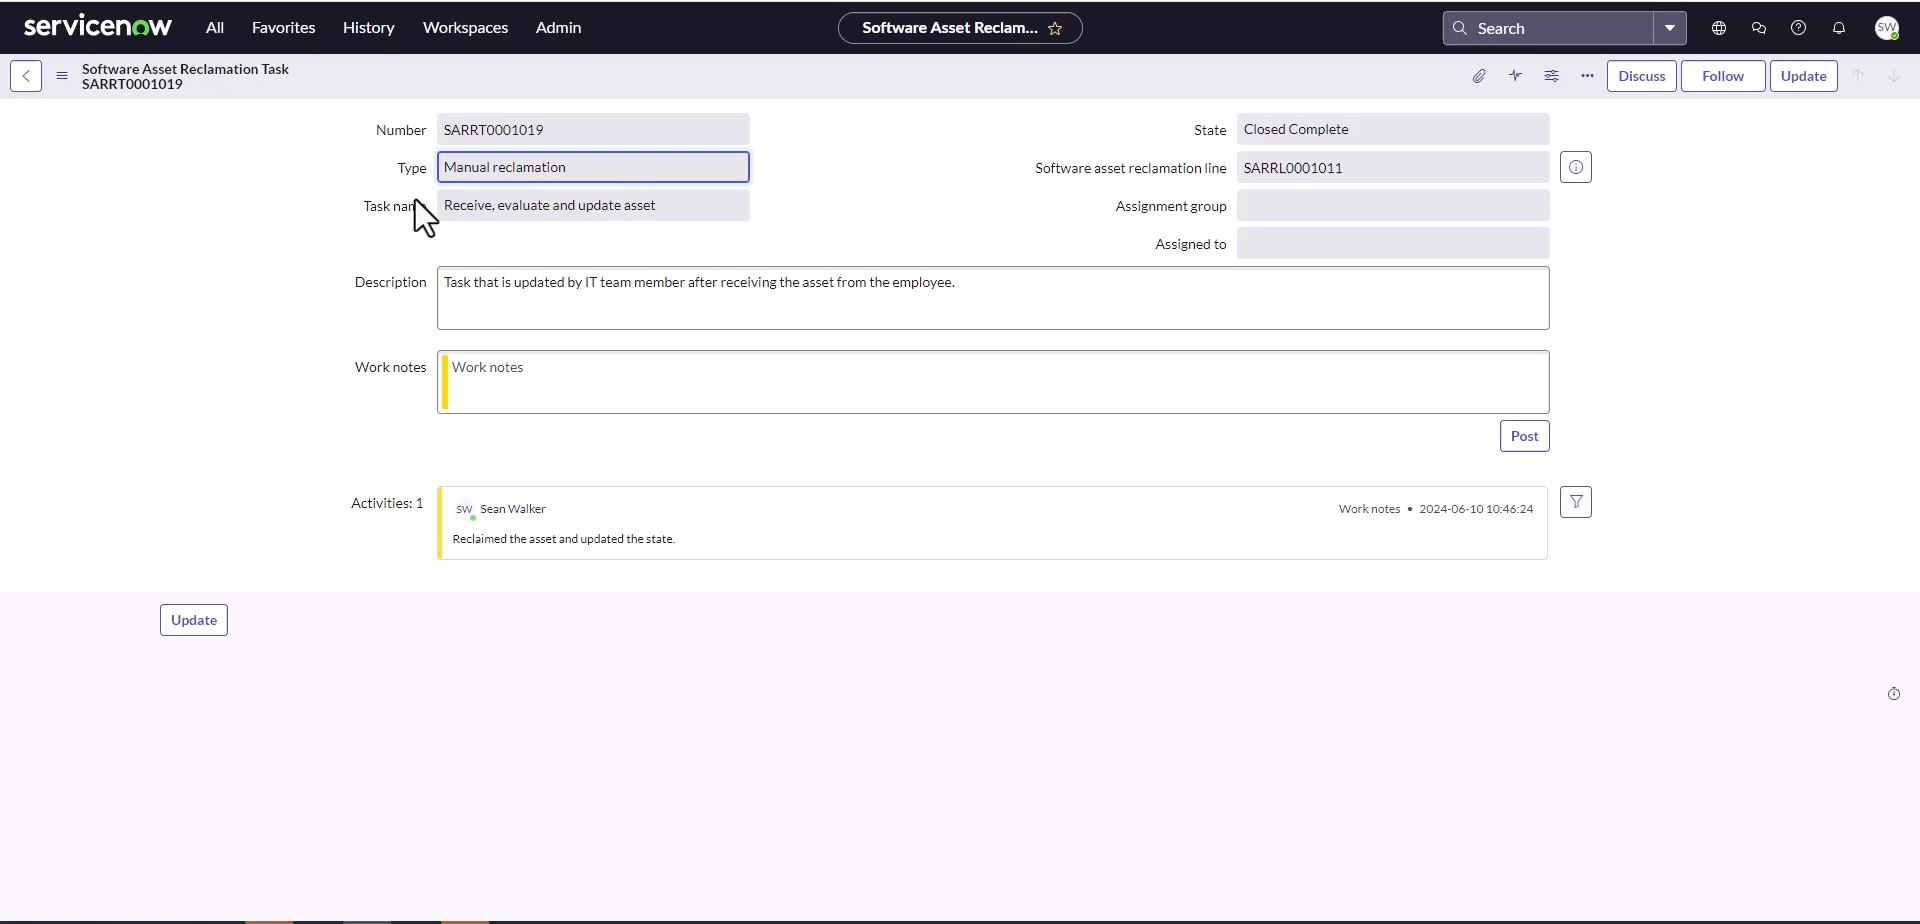 servicenow
All
Favorites
History
Workspaces
Admin
Software Asset Reclam...
Search
SW
Software Asset Reclamation Task
SARRT0001019
Discuss
Follow
Update
Number
SARRT0001019
State
Closed Complete
Type
Manual reclamation
Software asset reclamation line
SARRL0001011
Task name
Receive, evaluate and update asset
Assignment group
Assigned to
Description
Task that is updated by IT team member after receiving the asset from the employee.
Work notes
Work notes
Post
Activities: 1
SW Sean Walker
Work notes • 2024-06-10 10:46:24
Reclaimed the asset and updated the state.
Update